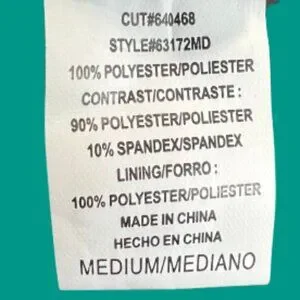 CUT#640468
STYLE#63172MD
100% POLYESTER/POLIESTER
CONTRAST/CONTRASTE :
90% POLYESTER/POLIESTER
10% SPANDEX/SPANDEX
LINING/FORRO :
100% POLYESTER/POLIESTER
MADE IN CHINA
HECHO EN CHINA
MEDIUM/MEDIANO